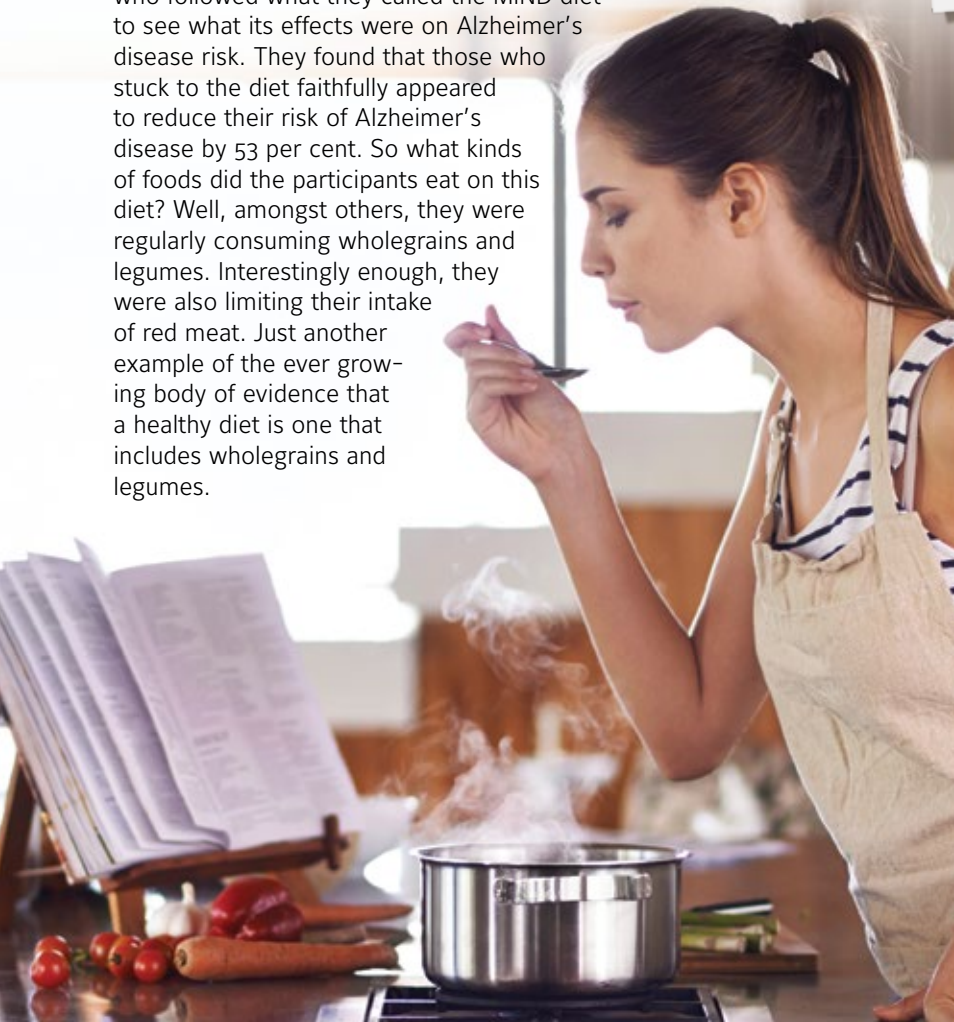 who followed what they called the MIND diet
to see what its effects were on Alzheimer's
disease risk. They found that those who
stuck to the diet faithfully appeared
to reduce their risk of Alzheimer's
disease by 53 per cent. So what kinds
of foods did the participants eat on this
diet? Well, amongst others, they were
regularly consuming wholegrains and
legumes. Interestingly enough, they
were also limiting their intake
of red meat. Just another
example of the ever grow-
ing body of evidence that
a healthy diet is one that
includes wholegrains and
legumes.